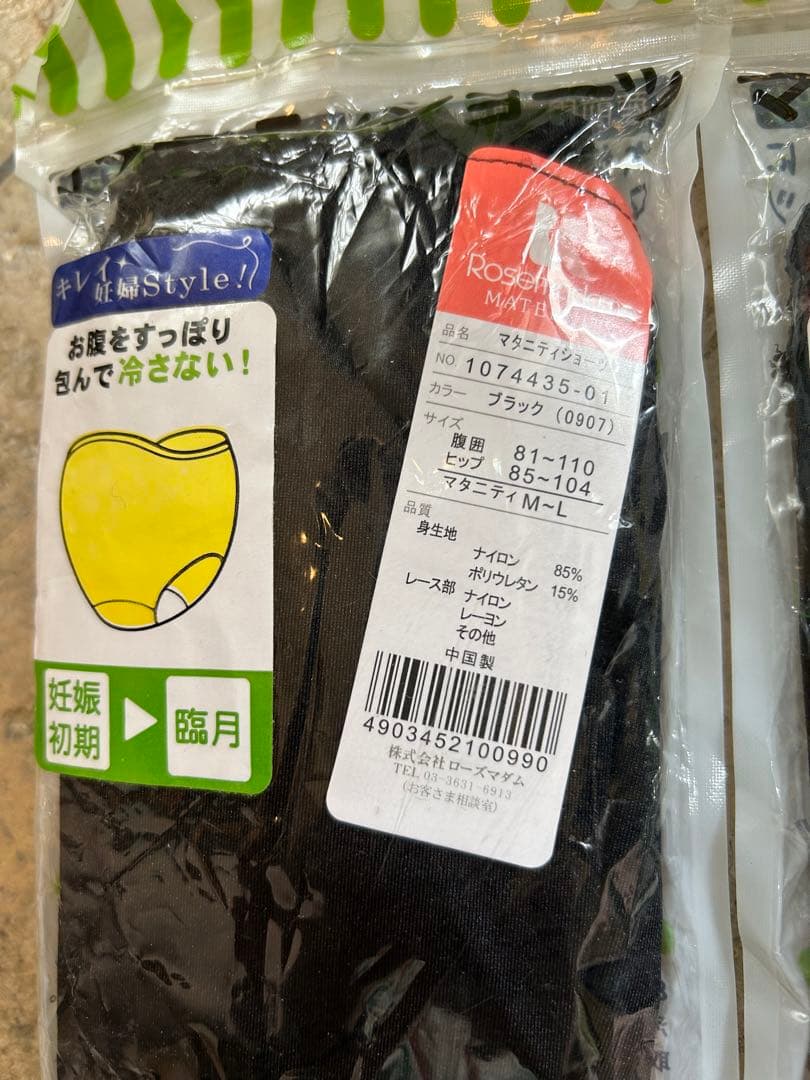 キレイ
妊婦Style!
お腹をすっぽり
包んで冷さない!
妊娠
初期
臨月
MATE
品名 マタニティショーツ
NO 1074435-01
カラー ブラック (0907)
サイズ
腹囲 81~110
ヒップ 85~104
マタニティ M~L
品質
身生地
ナイロン 85%
ポリウレタン 15%
レース部 ナイロン
レーヨン
その他
中国製
4903452100990
株式会社ローズマダム
TEL 03-3631-6913
(お客さま相談室)